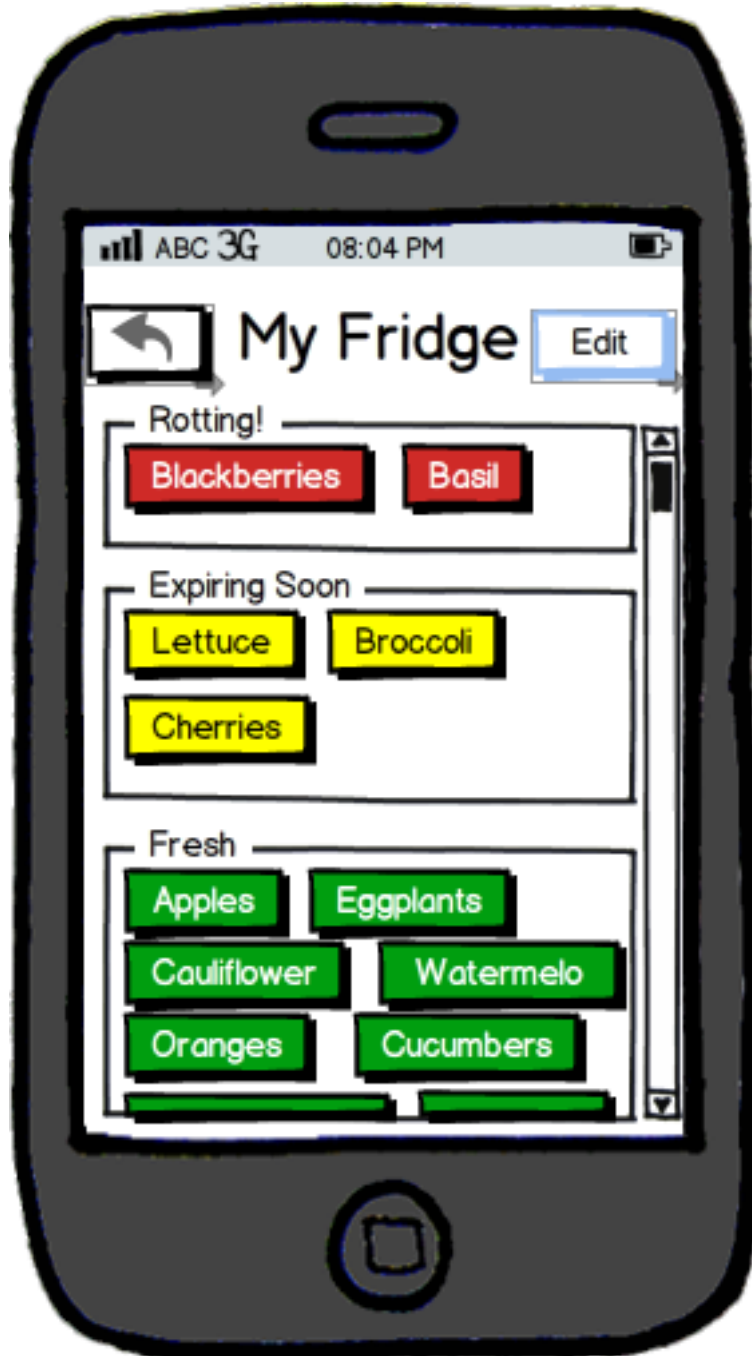 ABC 3G 08:04 PM
My Fridge Edit
Rotting!
Blackberries Basil
Expiring Soon
Lettuce Broccoli
Cherries
Fresh
Apples Eggplants
Cauliflower Watermelo
Oranges Cucumbers